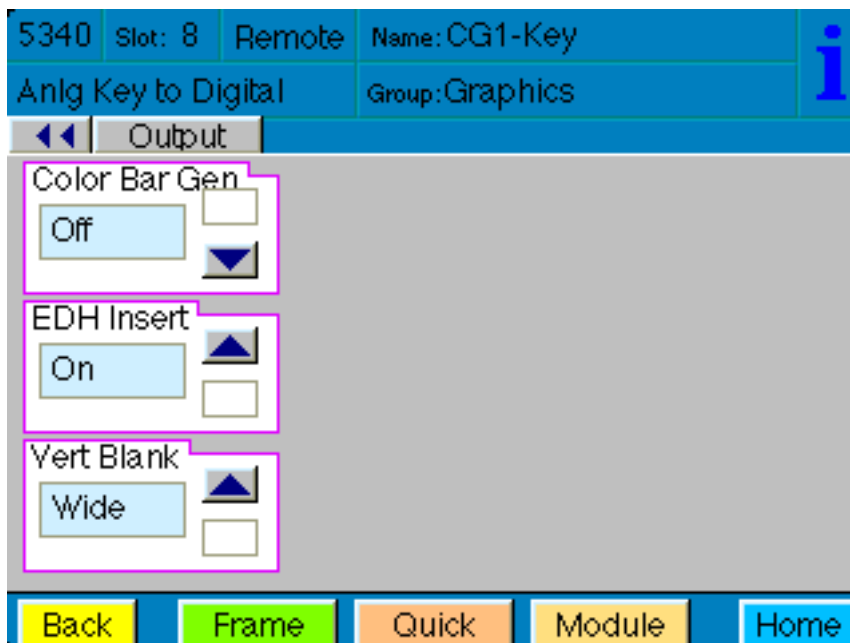 5340 Slot: 8 Remote Name: CG1-Key
Anlg Key to Digital Group: Graphics
i
Output
Color Bar Gen
Off
EDH Insert
On
Vert Blank
Wide
Back Frame Quick Module Home